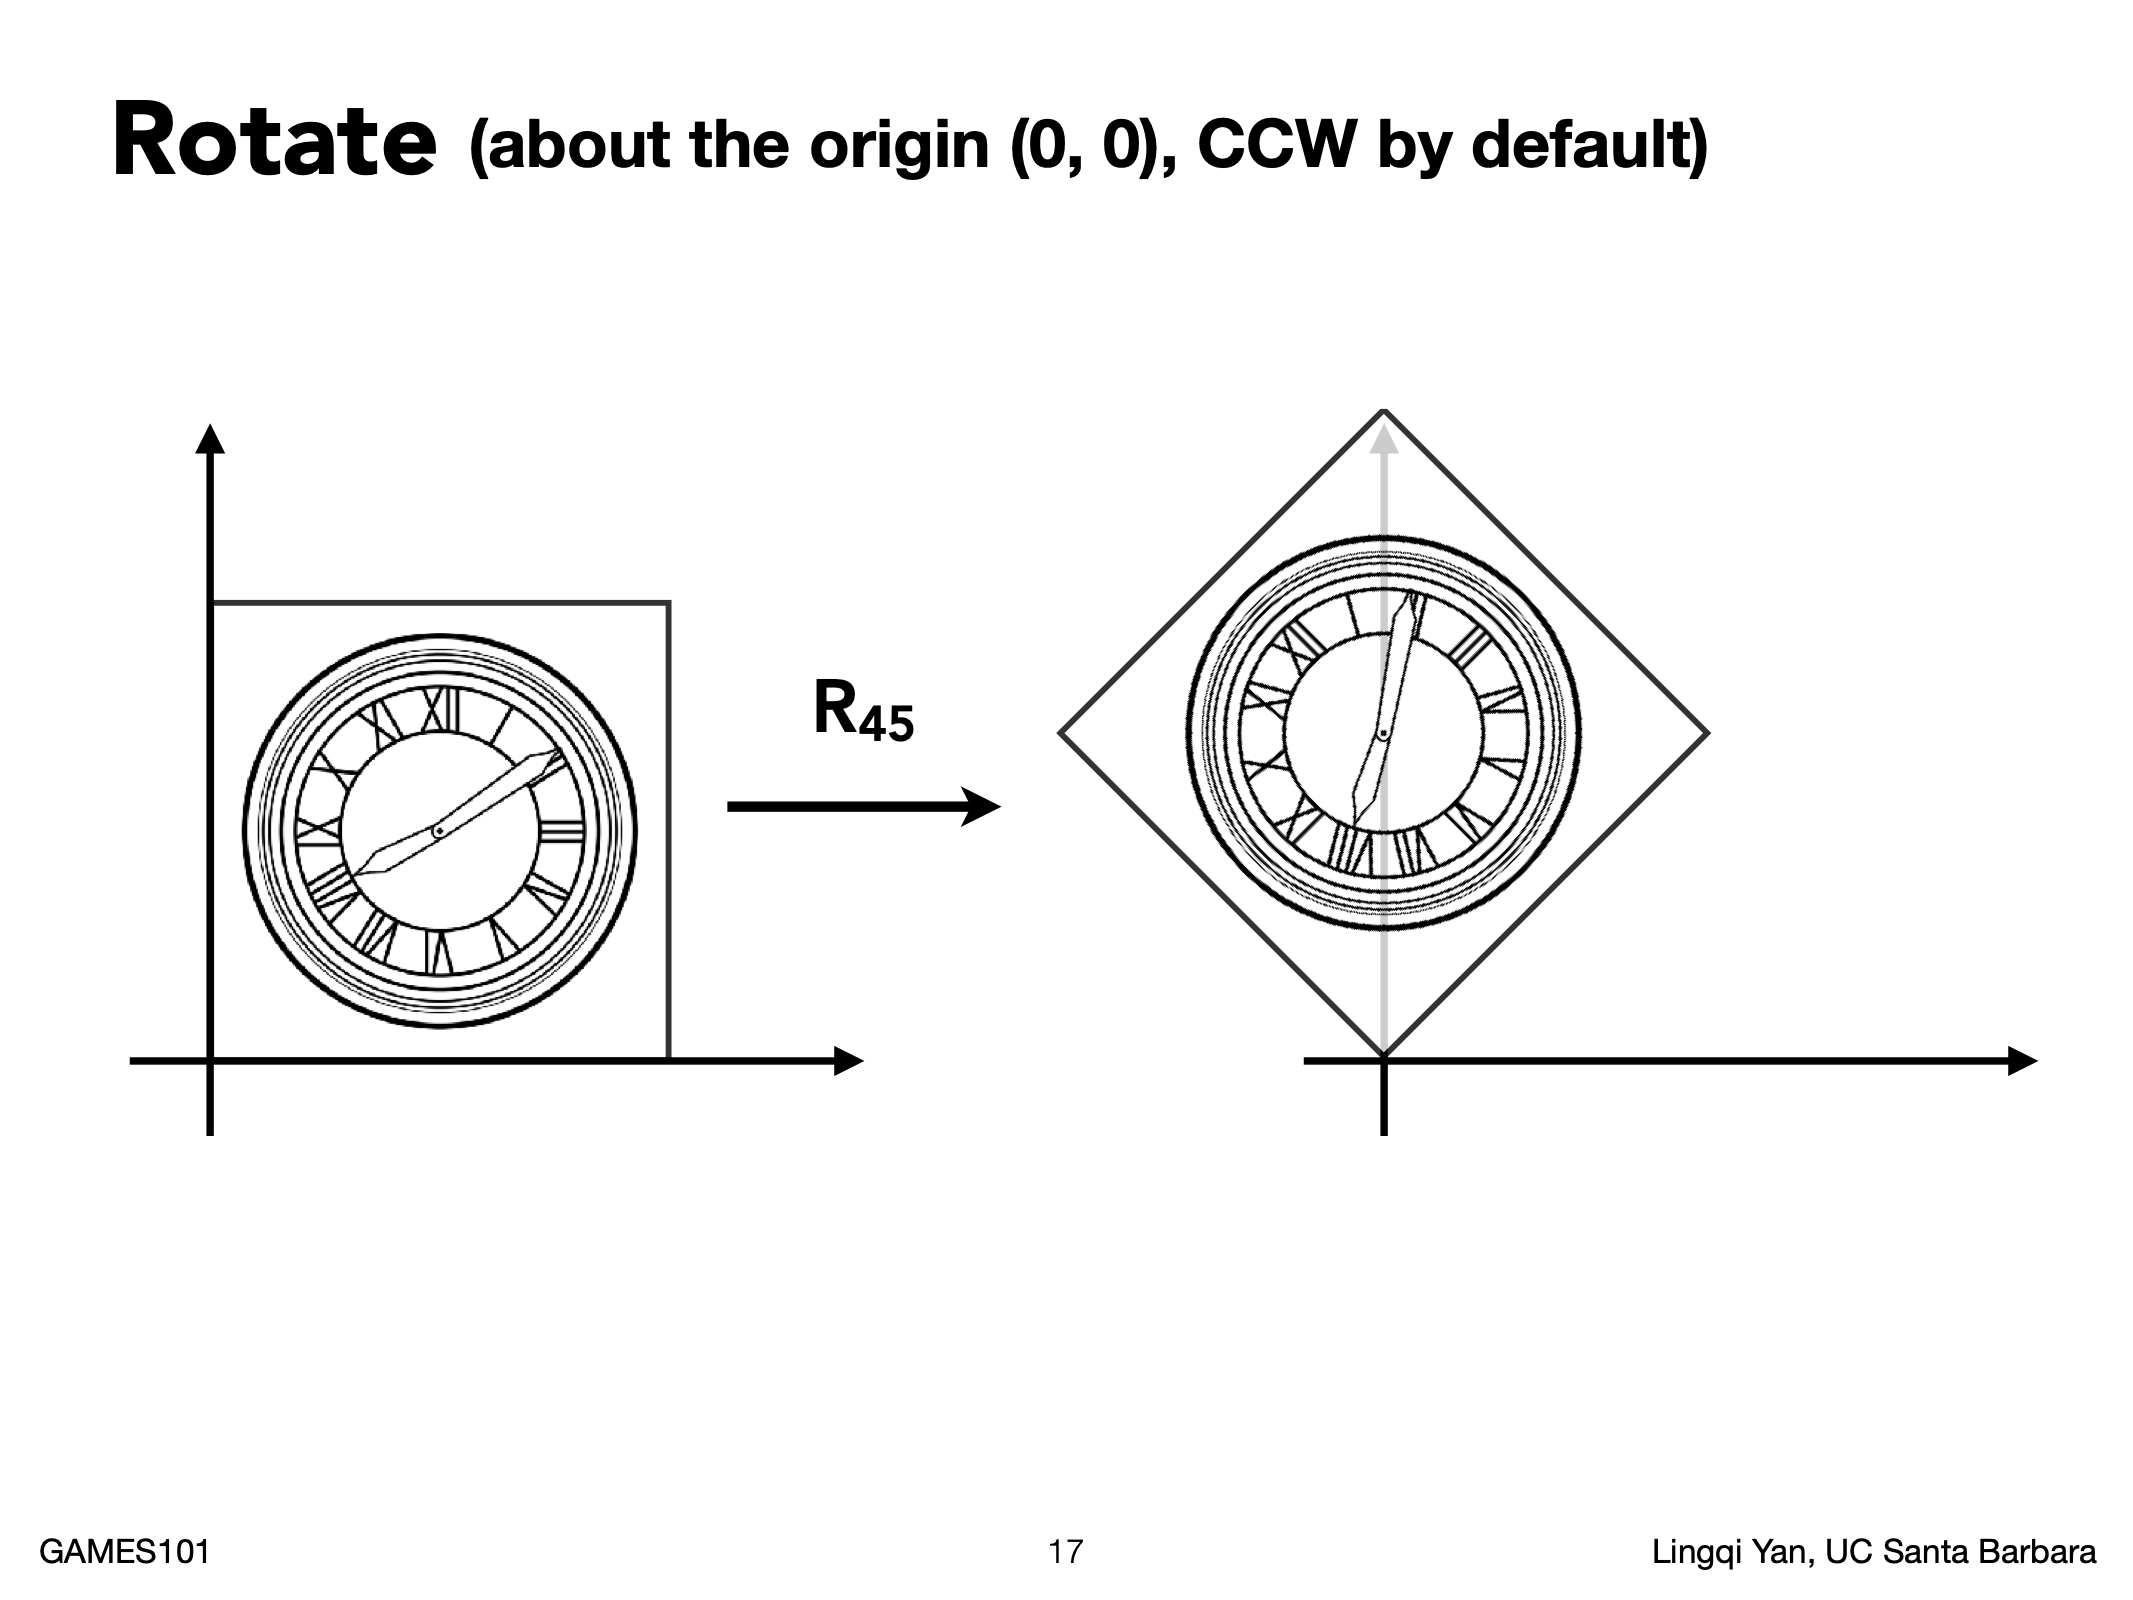 Rotate (about the origin (0, 0), CCW by default)
R45
GAMES101
17
Lingqi Yan, UC Santa Barbara